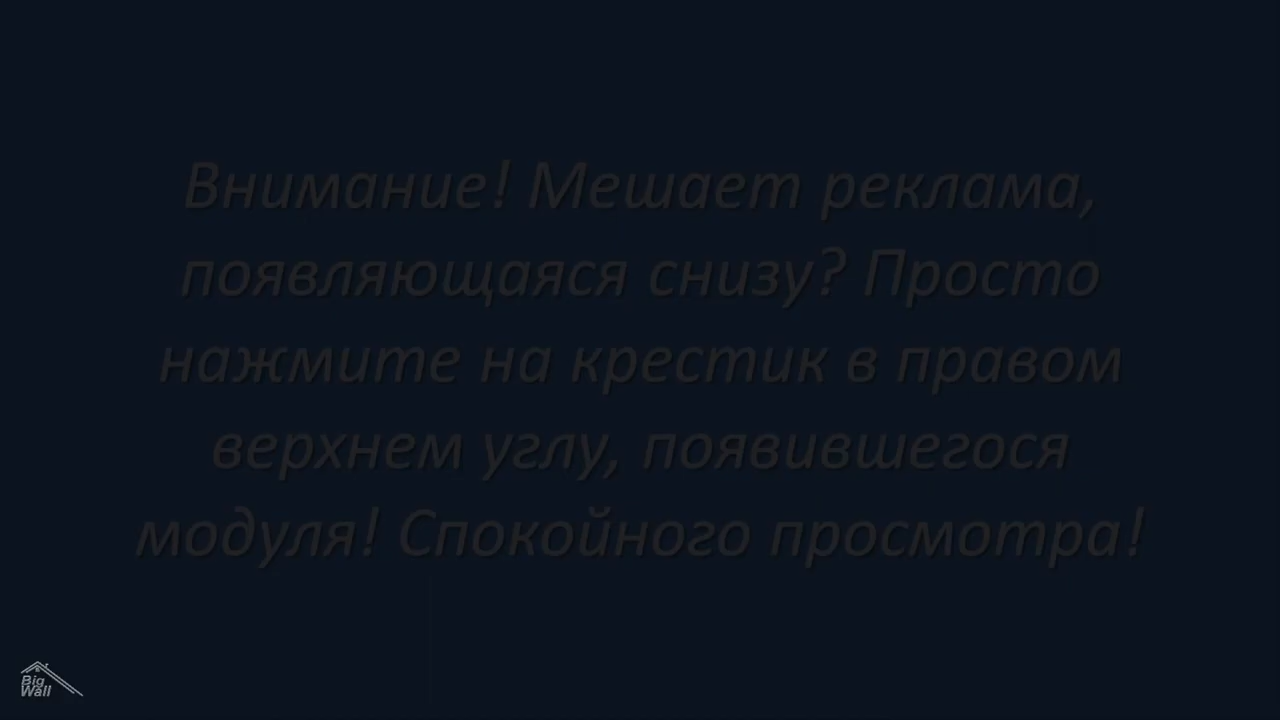 Внимание! Мешает реклама,
появляющаяся снизу? Просто
нажмите на крестик в правом
верхнем углу, появившегося
модуля! Спокойного просмотра!
Big
Wall